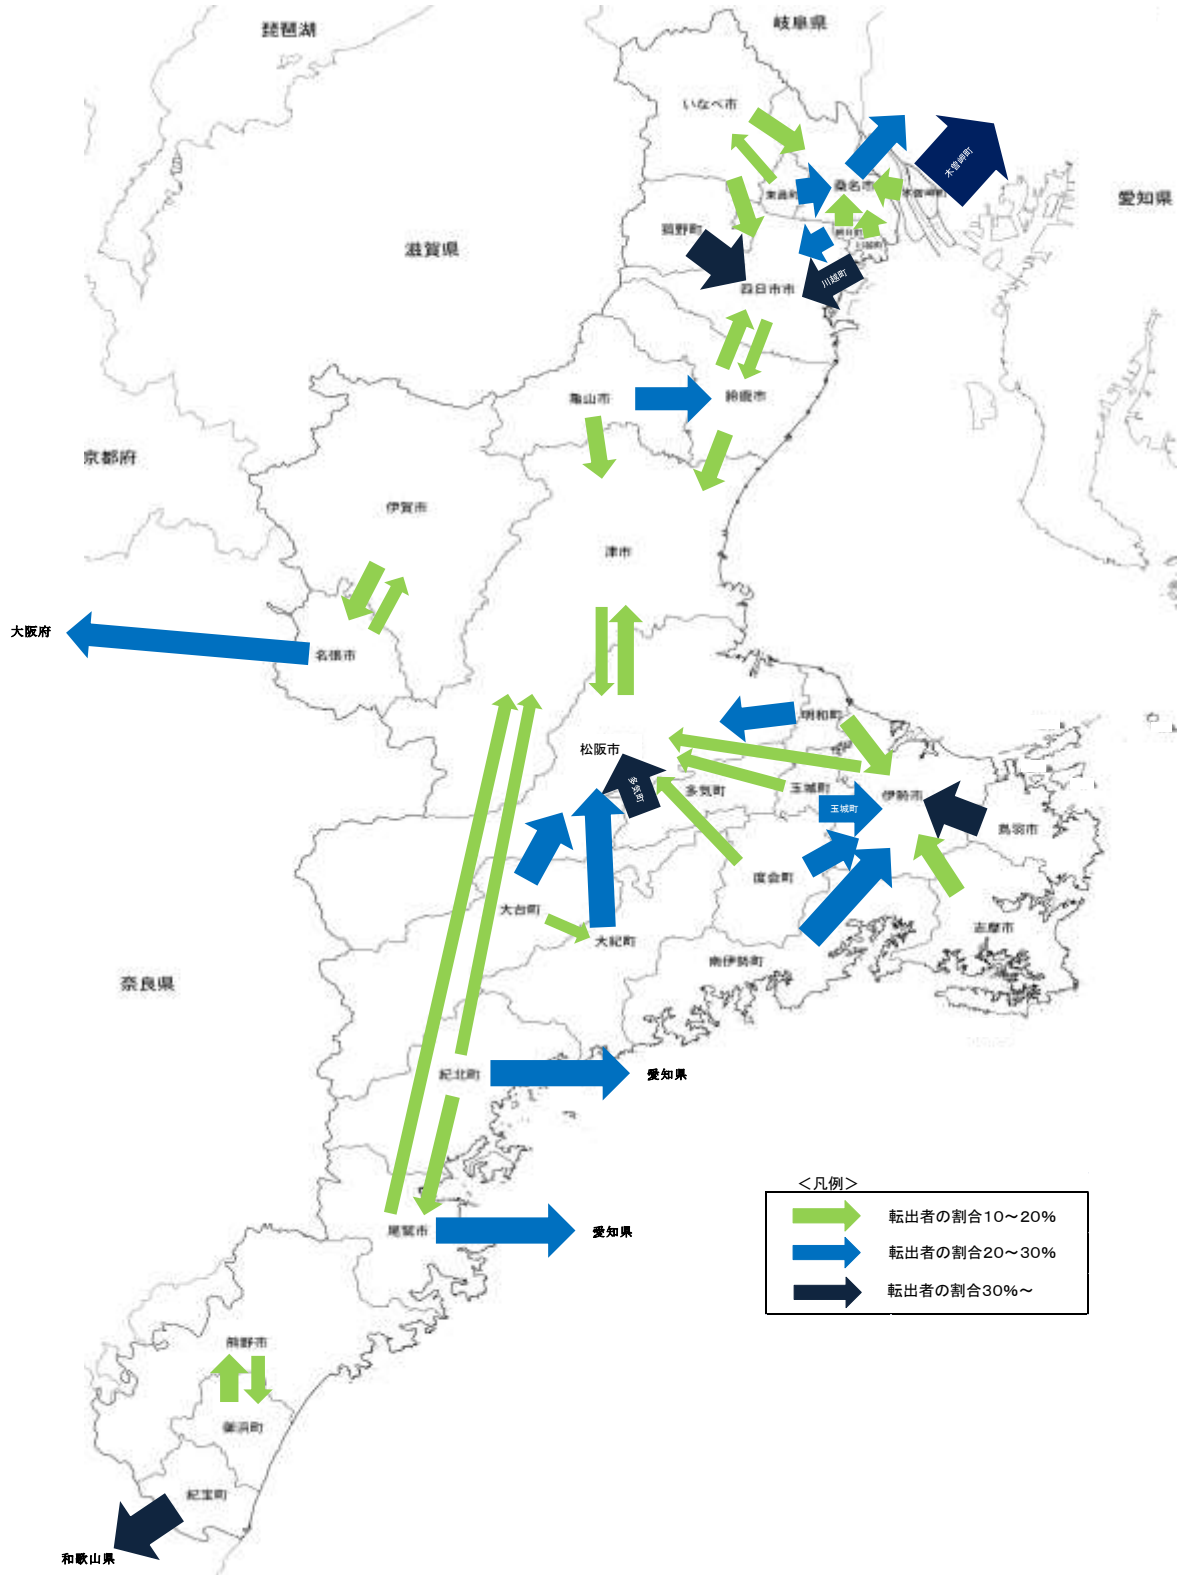 琵琶湖
岐阜県
いなべ市
木曽岬町
桑名市
木曽岬町
東員町
愛知県
菰野町
朝日町
川越町
滋賀県
川越町
四日市市
亀山市
鈴鹿市
京都府
伊賀市
津市
大阪府
名張市
明和町
松阪市
多気町
多気町
玉城町
伊勢市
玉城町
鳥羽市
度会町
大台町
志摩市
大紀町
南伊勢町
奈良県
紀北町
愛知県
尾鷲市
愛知県
＜凡例＞
転出者の割合10～20%
転出者の割合20～30%
転出者の割合30%～
熊野市
御浜町
紀宝町
和歌山県